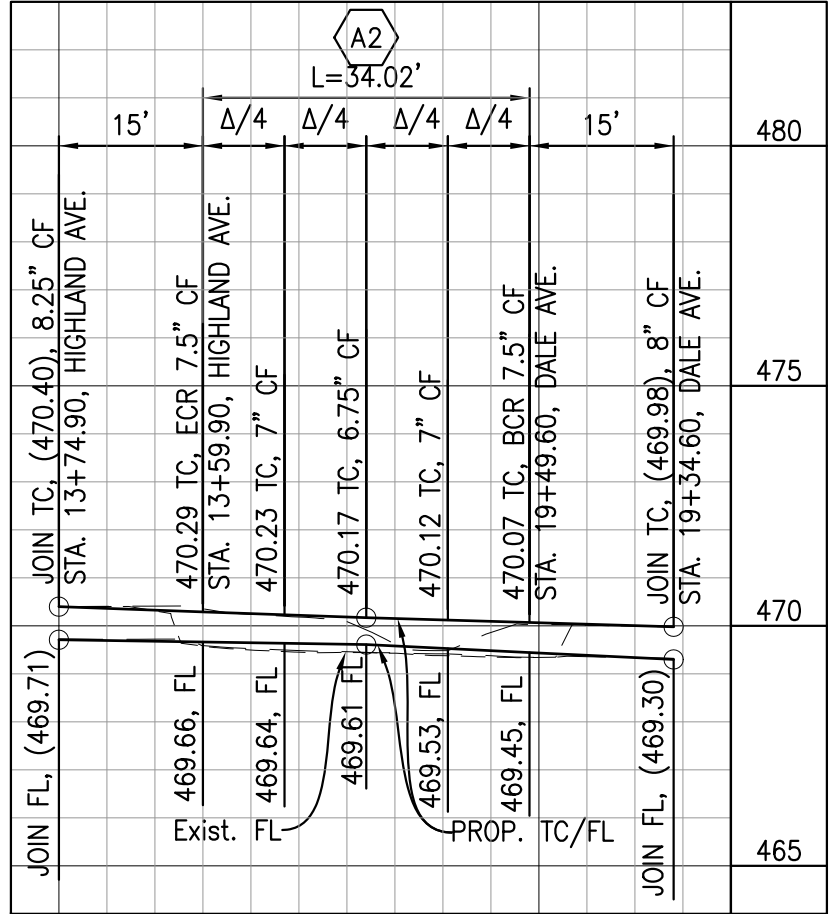 A2
L=34.02'
15'
Δ/4
Δ/4
Δ/4
Δ/4
15'
480
475
470
465
JOIN TC, (470.40), 8.25" CF
STA. 13+74.90, HIGHLAND AVE.
470.29 TC, ECR 7.5" CF
STA. 13+59.90, HIGHLAND AVE.
470.23 TC, 7" CF
470.17 TC, 6.75" CF
470.12 TC, 7" CF
470.07 TC, BCR 7.5" CF
STA. 19+49.60, DALE AVE.
JOIN TC, (469.98), 8" CF
STA. 19+34.60, DALE AVE.
JOIN FL, (469.71)
469.66, FL
469.64, FL
469.61 FL
469.53, FL
469.45, FL
JOIN FL, (469.30)
Exist. FL
PROP. TC/FL